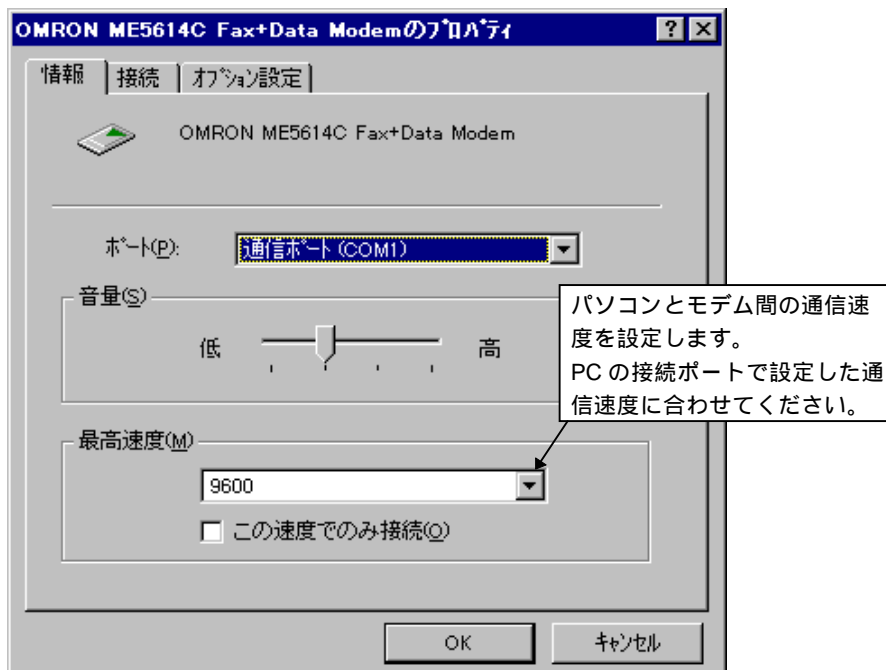 OMRON ME5614C Fax+Data Modemのﾌﾟﾛﾊﾟﾃｨ
情報 接続 ｵﾌﾟｼｮﾝ設定
OMRON ME5614C Fax+Data Modem
ﾎﾟｰﾄ(P): 通信ﾎﾟｰﾄ (COM1)
音量(S)
低 高
パソコンとモデム間の通信速
度を設定します。
PC の接続ポートで設定した通
信速度に合わせてください。
最高速度(M)
9600
この速度でのみ接続(O)
OK ｷｬﾝｾﾙ